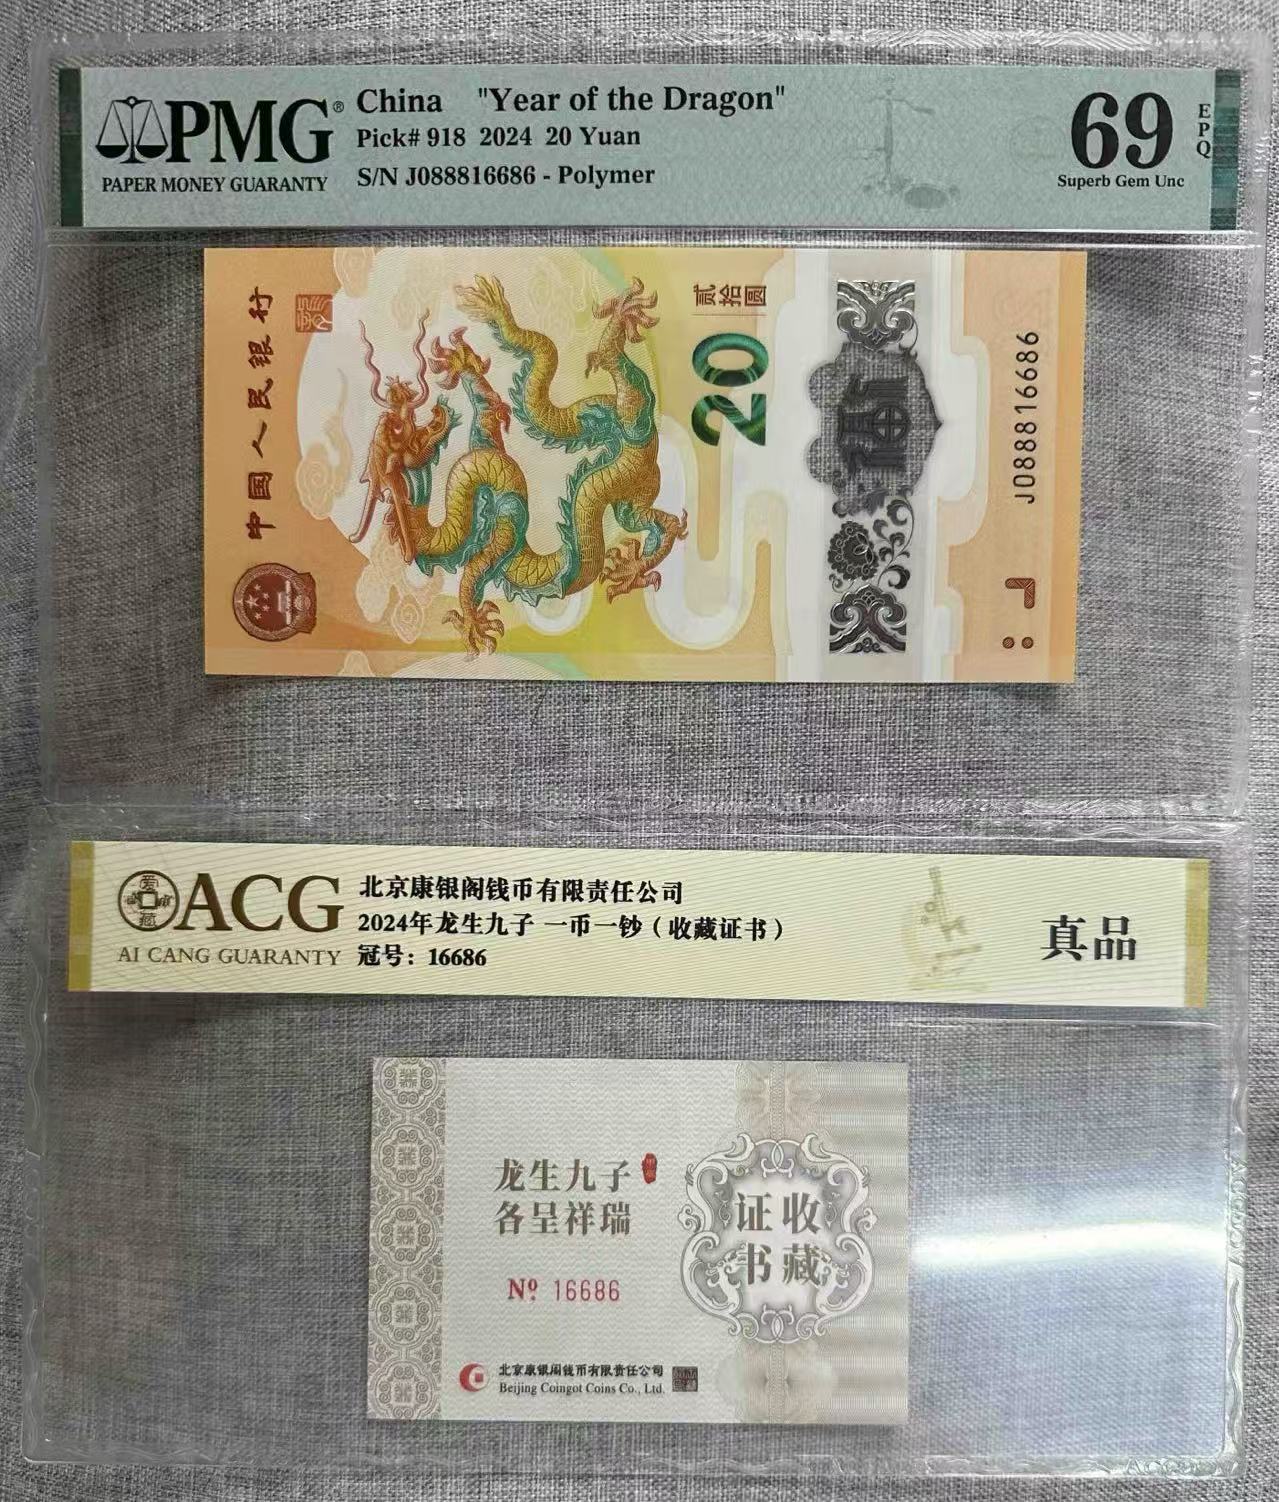 PMG®
PAPER MONEY GUARANTY
China "Year of the Dragon"
Pick# 918 2024 20 Yuan
S/N J088816686 - Polymer
69
EPQ
Superb Gem Unc
中国人民银行
贰拾圆
20
福
J088816686
爱藏
ACG
AI CANG GUARANTY
北京康银阁钱币有限责任公司
2024年龙生九子 一币一钞（收藏证书）
冠号：16686
真品
龙生九子
各呈祥瑞
Nº 16686
收藏
证书
北京康银阁钱币有限责任公司
Beijing Coingot Coins Co., Ltd.